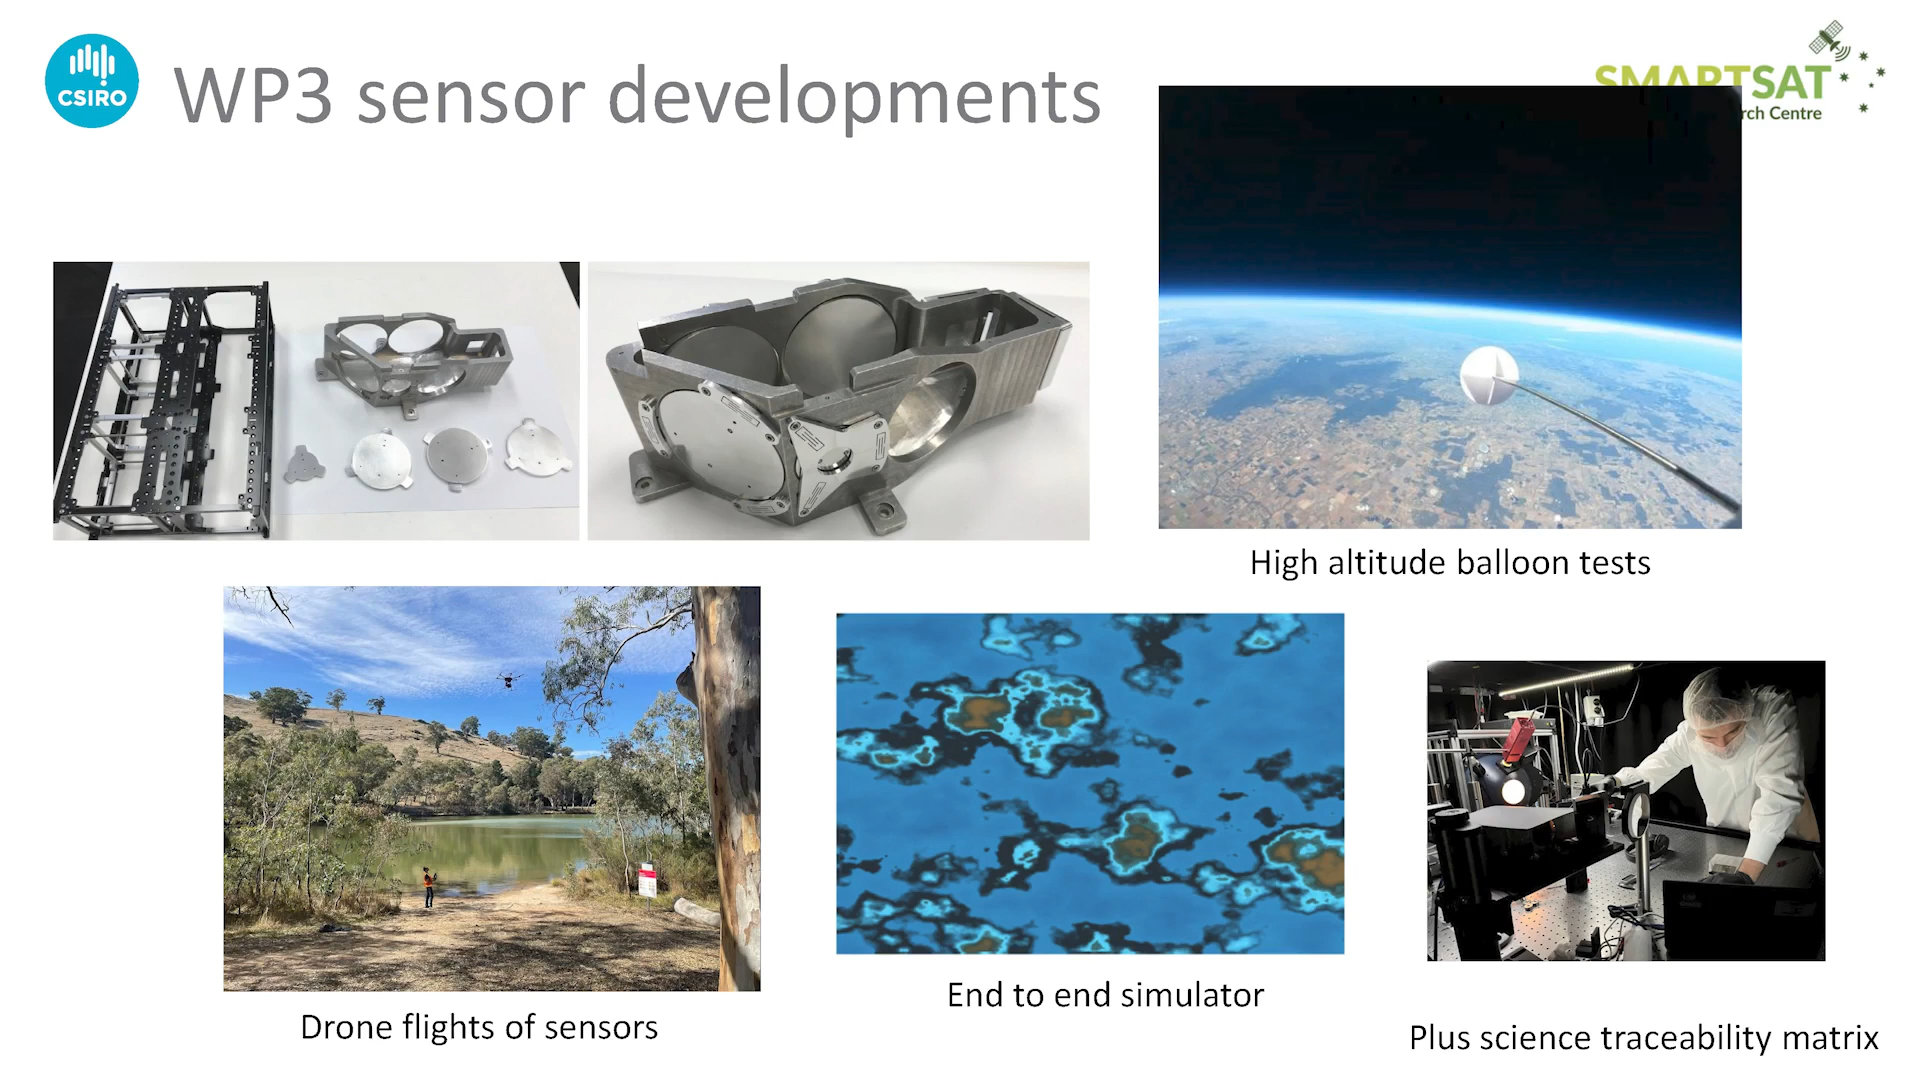 CSIRO
WP3 sensor developments
SMARTSAT
rch Centre
High altitude balloon tests
Drone flights of sensors
End to end simulator
Plus science traceability matrix